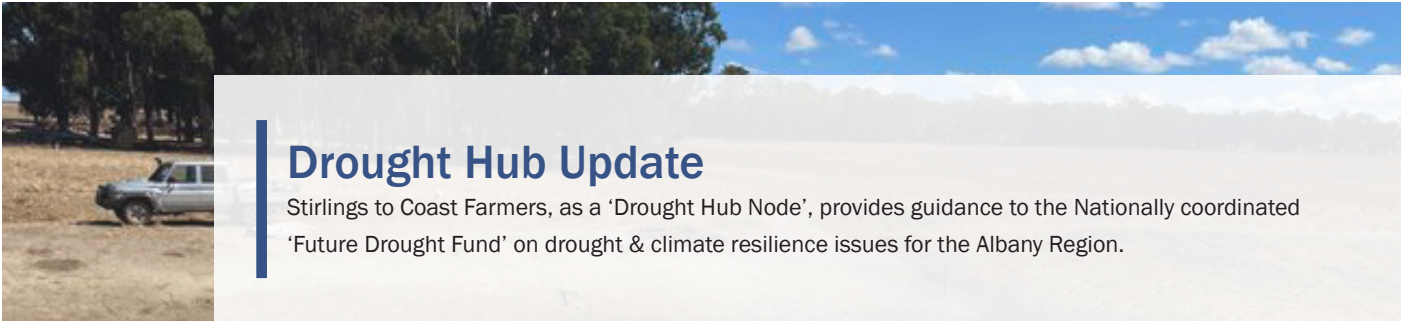 Drought Hub Update
Stirlings to Coast Farmers, as a ‘Drought Hub Node’, provides guidance to the Nationally coordinated
‘Future Drought Fund’ on drought & climate resilience issues for the Albany Region.